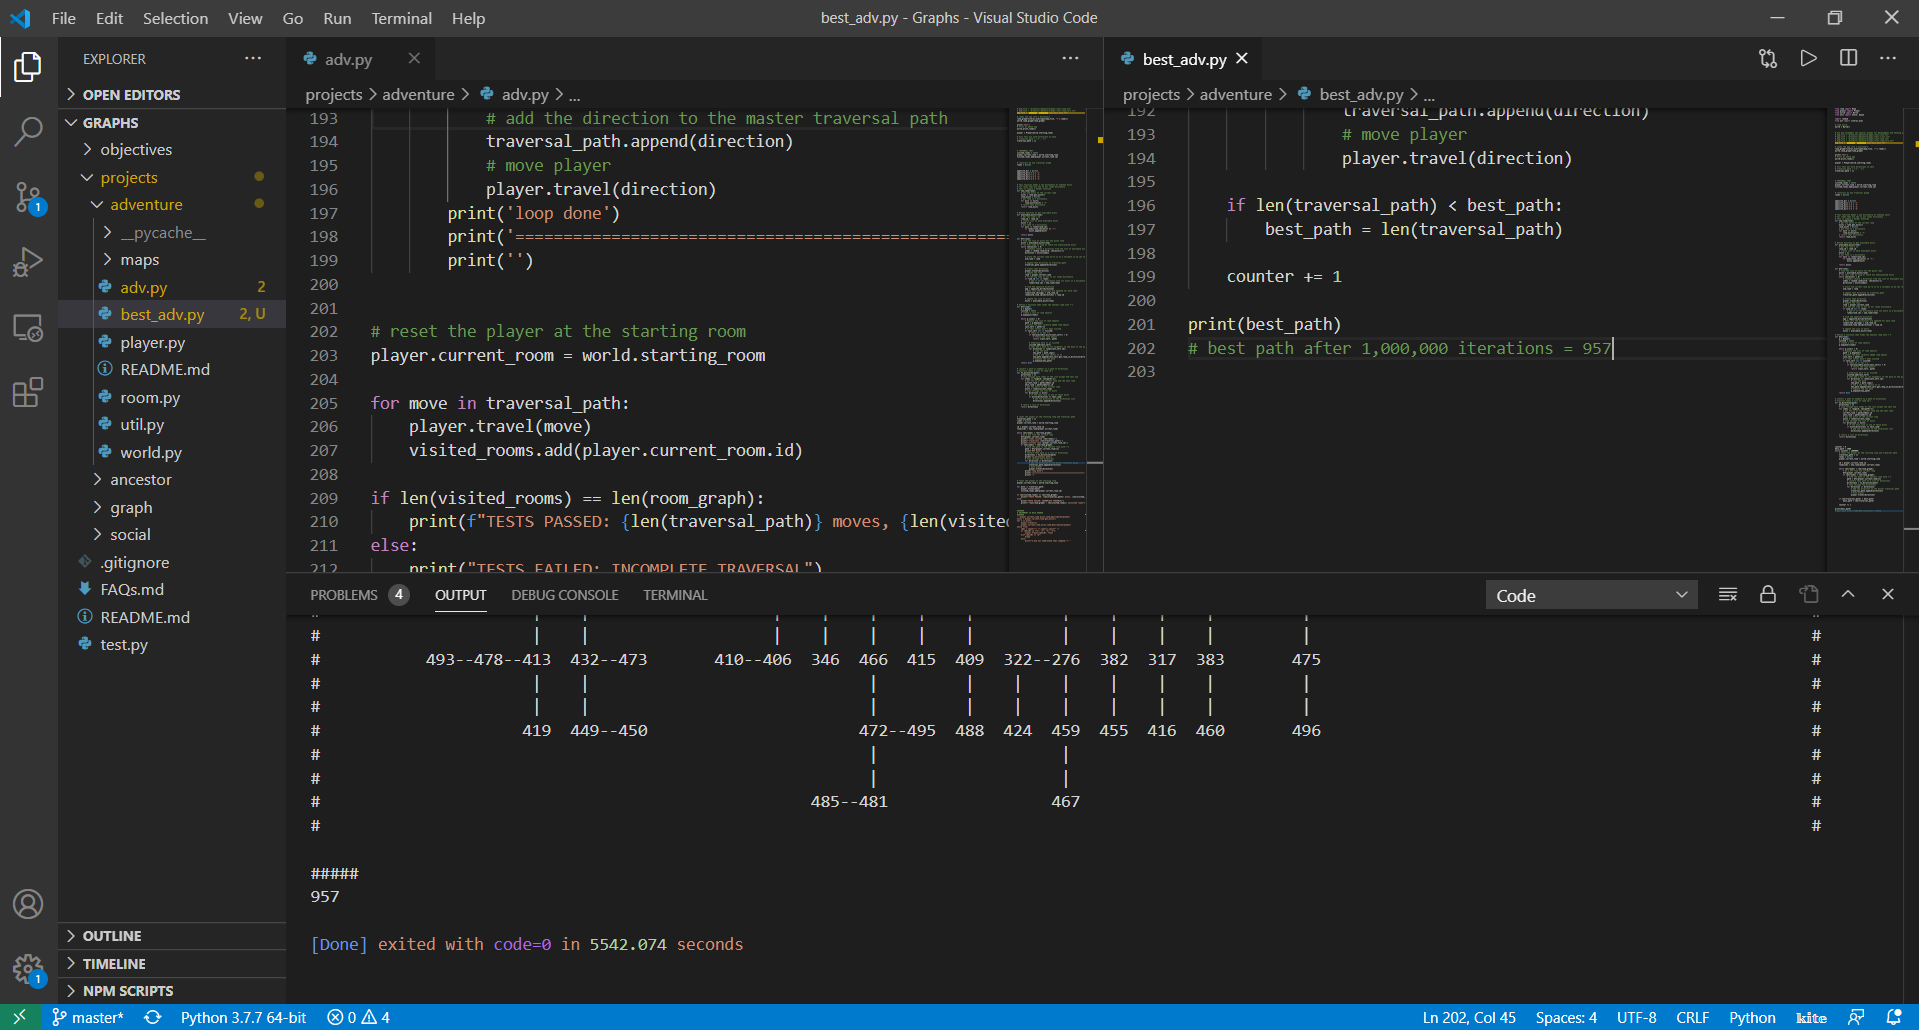 File Edit Selection View Go Run Terminal Help
best_adv.py - Graphs - Visual Studio Code
EXPLORER
OPEN EDITORS
GRAPHS
objectives
projects
adventure
__pycache__
maps
adv.py 2
best_adv.py 2, U
player.py
README.md
room.py
util.py
world.py
ancestor
graph
social
.gitignore
FAQs.md
README.md
test.py
OUTLINE
TIMELINE
NPM SCRIPTS
1
1
adv.py
projects > adventure > adv.py > ...
193 # add the direction to the master traversal path
194 traversal_path.append(direction)
195 # move player
196 player.travel(direction)
197 print('loop done')
198 print('====================================================
199 print('')
200
201
202 # reset the player at the starting room
203 player.current_room = world.starting_room
204
205 for move in traversal_path:
206 player.travel(move)
207 visited_rooms.add(player.current_room.id)
208
209 if len(visited_rooms) == len(room_graph):
210 print(f"TESTS PASSED: {len(traversal_path)} moves, {len(visite
211 else:
212 print("TESTS FAILED: INCOMPLETE TRAVERSAL")
best_adv.py
projects > adventure > best_adv.py > ...
192 traversal_path.append(direction)
193 # move player
194 player.travel(direction)
195
196 if len(traversal_path) < best_path:
197 best_path = len(traversal_path)
198
199 counter += 1
200
201 print(best_path)
202 # best path after 1,000,000 iterations = 957
203
PROBLEMS 4 OUTPUT DEBUG CONSOLE TERMINAL
Code
# | | | | | | | | | | | | #
# 493--478--413 432--473 410--406 346 466 415 409 322--276 382 317 383 475 #
# | | | | | | | | | | #
# | | | | | | | | | | #
# 419 449--450 472--495 488 424 459 455 416 460 496 #
# | | #
# | | #
# 485--481 467 #
# #
#####
957
[Done] exited with code=0 in 5542.074 seconds
master* Python 3.7.7 64-bit 0 4
Ln 202, Col 45 Spaces: 4 UTF-8 CRLF Python kite